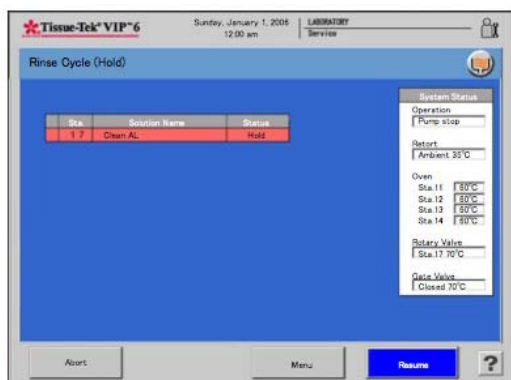 Tissue-Tek® VIP™6
Sunday, January 1, 2006
12:00 am
LABORATORY
Service
Rinse Cycle (Hold)
Sta. Solution Name Status
17 Clean AL Hold
System Status
Operation
Pump stop
Retort
Ambient 35°C
Oven
Sta.11 60°C
Sta.12 60°C
Sta.13 60°C
Sta.14 60°C
Rotary Valve
Sta.17 70°C
Gate Valve
Closed 70°C
Abort
Menu
Resume
?